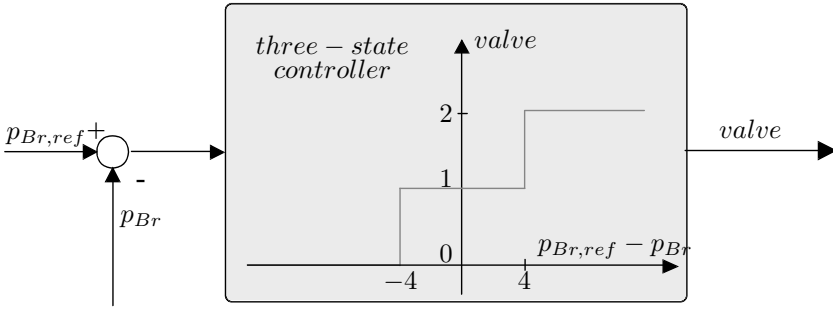 three − state
controller
valve
p_{Br,ref} +
-
p_{Br}
2
1
0
−4
4
p_{Br,ref} − p_{Br}
valve